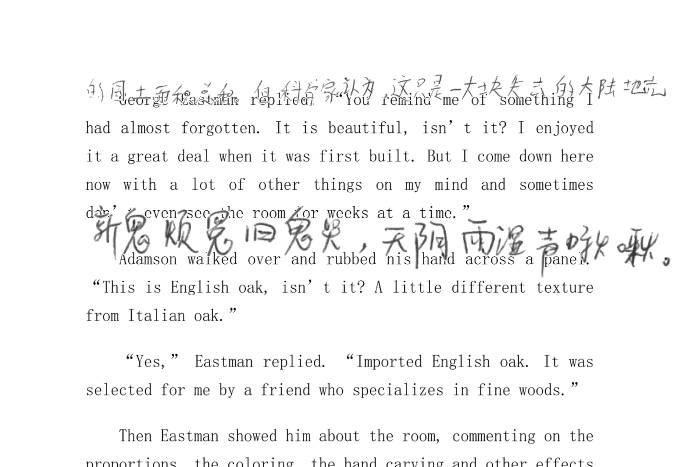 的国土面积总和。但科学家认为这只是一大块失去的大陆地壳
George Eastman replied, “You remind me of something I
had almost forgotten. It is beautiful, isn’t it? I enjoyed
it a great deal when it was first built. But I come down here
now with a lot of other things on my mind and sometimes
don’t even see the room for weeks at a time.”
新鬼烦冤旧鬼哭，天阴雨湿声啾啾。
Adamson walked over and rubbed his hand across a panel.
“This is English oak, isn’t it? A little different texture
from Italian oak.”
“Yes,” Eastman replied. “Imported English oak. It was
selected for me by a friend who specializes in fine woods.”
Then Eastman showed him about the room, commenting on the
proportions, the coloring, the hand carving and other effects